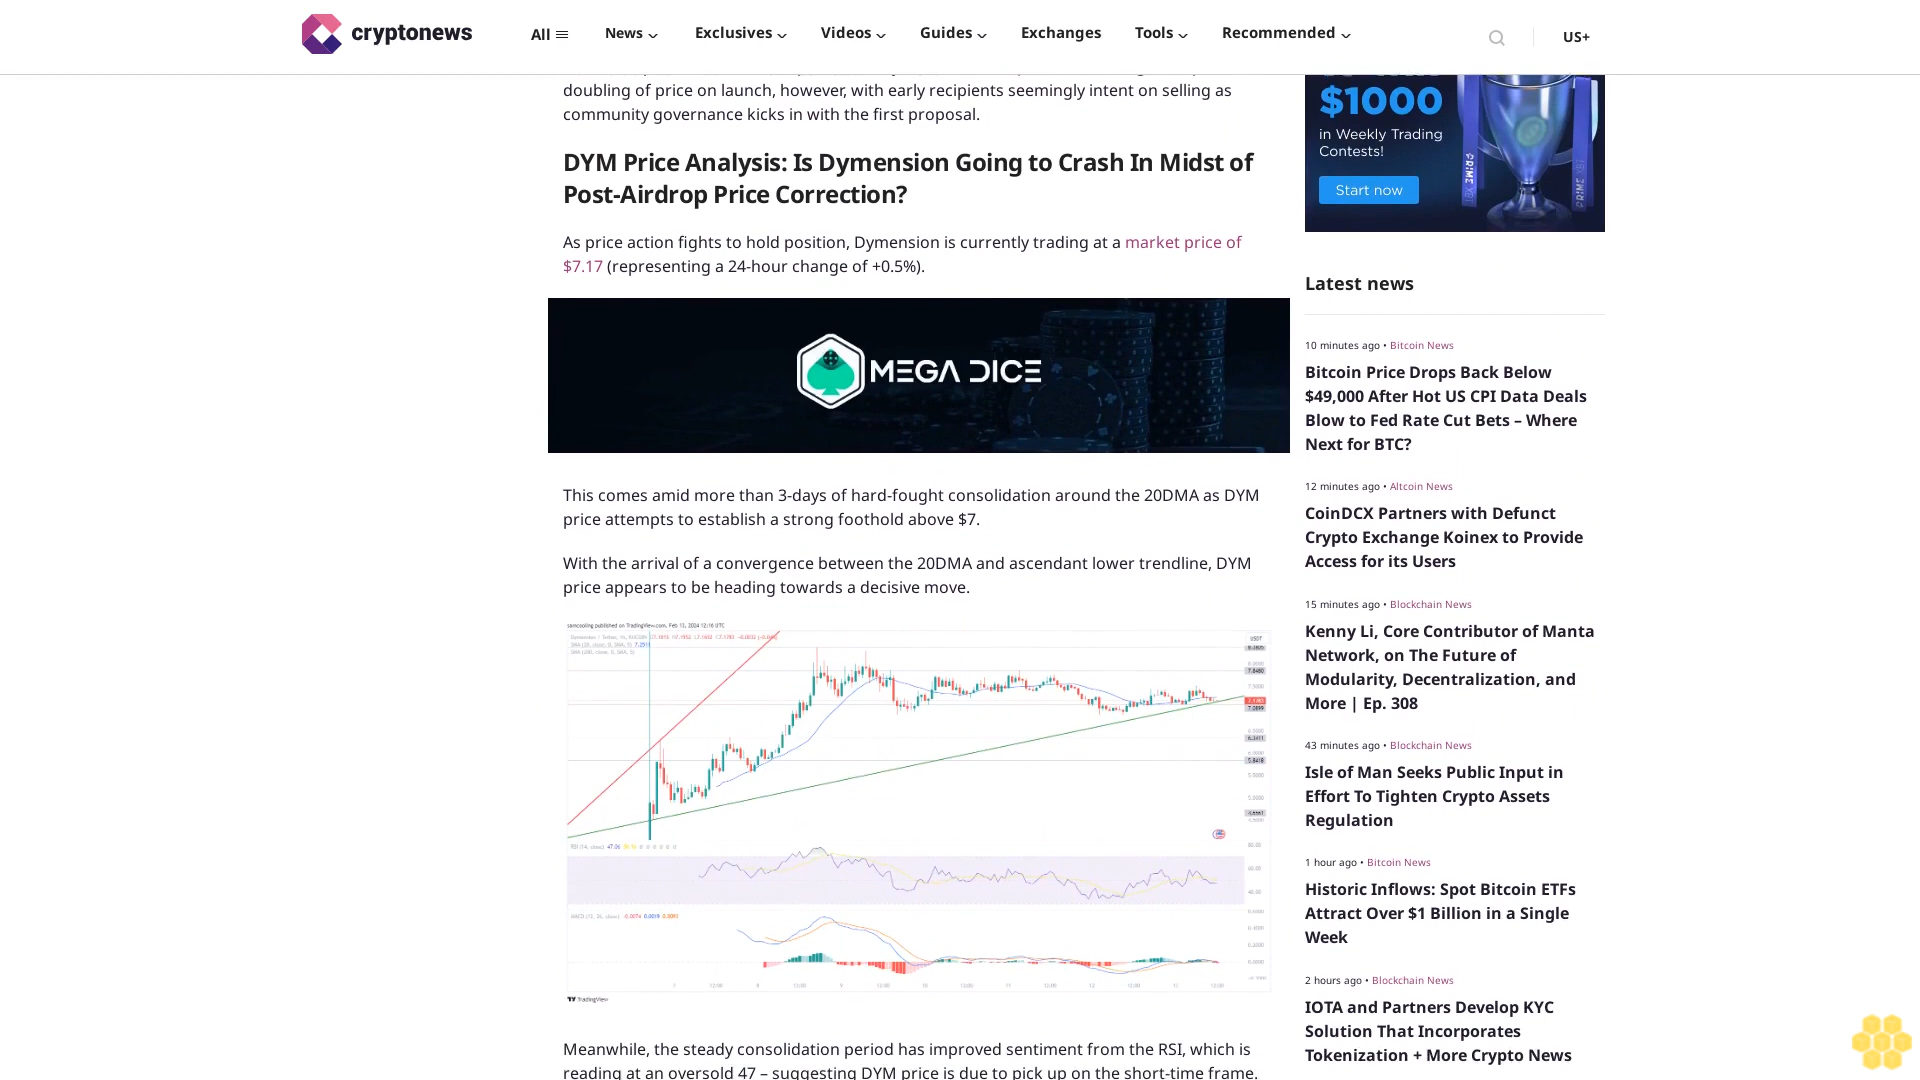 cryptonews
All
News
Exclusives
Videos
Guides
Exchanges
Tools
Recommended
US+
doubling of price on launch, however, with early recipients seemingly intent on selling as
community governance kicks in with the first proposal.
DYM Price Analysis: Is Dymension Going to Crash In Midst of
Post-Airdrop Price Correction?
As price action fights to hold position, Dymension is currently trading at a market price of
$7.17 (representing a 24-hour change of +0.5%).
MEGA DICE
This comes amid more than 3-days of hard-fought consolidation around the 20DMA as DYM
price attempts to establish a strong foothold above $7.
With the arrival of a convergence between the 20DMA and ascendant lower trendline, DYM
price appears to be heading towards a decisive move.
TradingView
Meanwhile, the steady consolidation period has improved sentiment from the RSI, which is
reading at an oversold 47 – suggesting DYM price is due to pick up on the short-time frame.
$1000
in Weekly Trading
Contests!
Start now
PRIME XBT
Latest news
10 minutes ago • Bitcoin News
Bitcoin Price Drops Back Below
$49,000 After Hot US CPI Data Deals
Blow to Fed Rate Cut Bets – Where
Next for BTC?
12 minutes ago • Altcoin News
CoinDCX Partners with Defunct
Crypto Exchange Koinex to Provide
Access for its Users
15 minutes ago • Blockchain News
Kenny Li, Core Contributor of Manta
Network, on The Future of
Modularity, Decentralization, and
More | Ep. 308
43 minutes ago • Blockchain News
Isle of Man Seeks Public Input in
Effort To Tighten Crypto Assets
Regulation
1 hour ago • Bitcoin News
Historic Inflows: Spot Bitcoin ETFs
Attract Over $1 Billion in a Single
Week
2 hours ago • Blockchain News
IOTA and Partners Develop KYC
Solution That Incorporates
Tokenization + More Crypto News